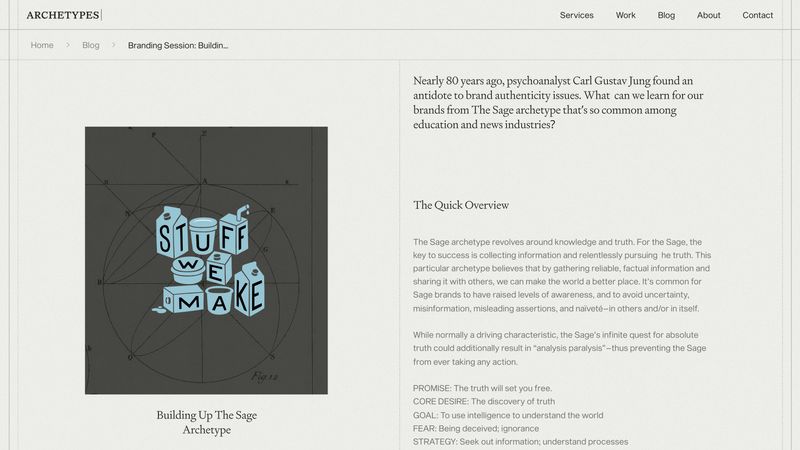 ARCHETYPES
Services
Work
Blog
About
Contact
Home
Blog
Branding Session: Buildin...
Nearly 80 years ago, psychoanalyst Carl Gustav Jung found an
antidote to brand authenticity issues. What can we learn for our
brands from The Sage archetype that's so common among
education and news industries?
STUFF
WE
MAKE
Fig.12
Building Up The Sage
Archetype
The Quick Overview
The Sage archetype revolves around knowledge and truth. For the Sage, the
key to success is collecting information and relentlessly pursuing he truth. This
particular archetype believes that by gathering reliable, factual information and
sharing it with others, we can make the world a better place. It's common for
Sage brands to have raised levels of awareness, and to avoid uncertainty,
misinformation, misleading assertions, and naïveté—in others and/or in itself.
While normally a driving characteristic, the Sage's infinite quest for absolute
truth could additionally result in “analysis paralysis”—thus preventing the Sage
from ever taking any action.
PROMISE: The truth will set you free.
CORE DESIRE: The discovery of truth
GOAL: To use intelligence to understand the world
FEAR: Being deceived; ignorance
STRATEGY: Seek out information; understand processes